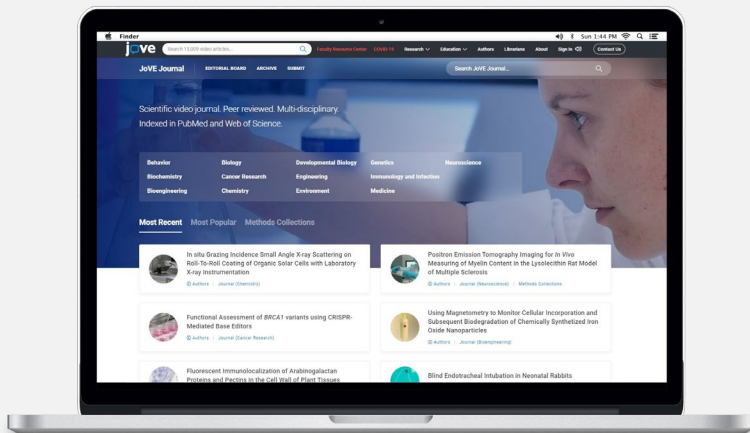 Finder
Sun 1:44 PM
jove
Search 13,009 video articles...
Faculty Resource Center
COVID-19
Research
Education
Authors
Librarians
About
Sign In
Contact Us
JoVE Journal
EDITORIAL BOARD
ARCHIVE
SUBMIT
Search JoVE Journal...
Scientific video journal. Peer reviewed. Multi-disciplinary.
Indexed in PubMed and Web of Science.
Behavior
Biology
Developmental Biology
Genetics
Neuroscience
Biochemistry
Cancer Research
Engineering
Immunology and Infection
Bioengineering
Chemistry
Environment
Medicine
Most Recent
Most Popular
Methods Collections
In situ Grazing Incidence Small Angle X-ray Scattering on
Roll-To-Roll Coating of Organic Solar Cells with Laboratory
X-ray Instrumentation
Authors | Journal (Chemistry)
Positron Emission Tomography Imaging for In Vivo
Measuring of Myelin Content in the Lysolecithin Rat Model
of Multiple Sclerosis
Authors | Journal (Neuroscience) | Methods Collections
Functional Assessment of BRCA1 variants using CRISPR-
Mediated Base Editors
Authors | Journal (Cancer Research)
Using Magnetometry to Monitor Cellular Incorporation and
Subsequent Biodegradation of Chemically Synthetized Iron
Oxide Nanoparticles
Authors | Journal (Bioengineering)
Fluorescent Immunolocalization of Arabinogalactan
Proteins and Pectins in the Cell Wall of Plant Tissues
Blind Endotracheal Intubation in Neonatal Rabbits